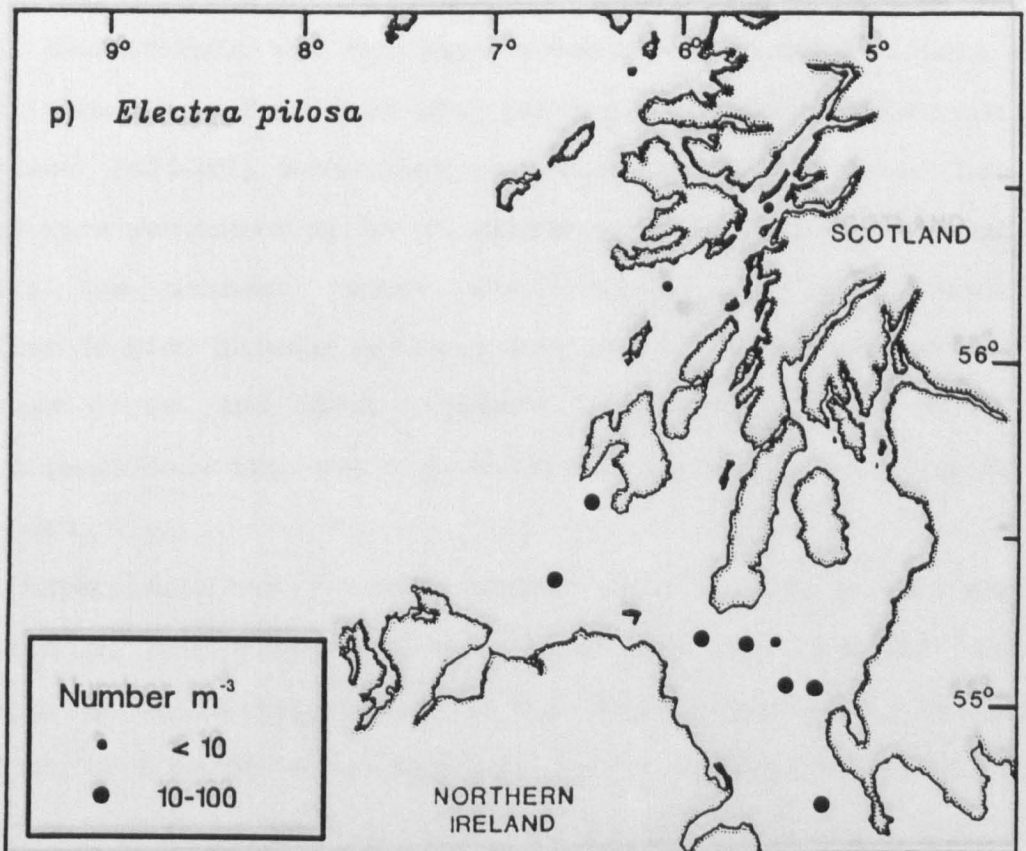 9° 8° 7° 6° 5°
p) Electra pilosa
SCOTLAND
56°
55°
Number m⁻³
< 10
10-100
NORTHERN
IRELAND